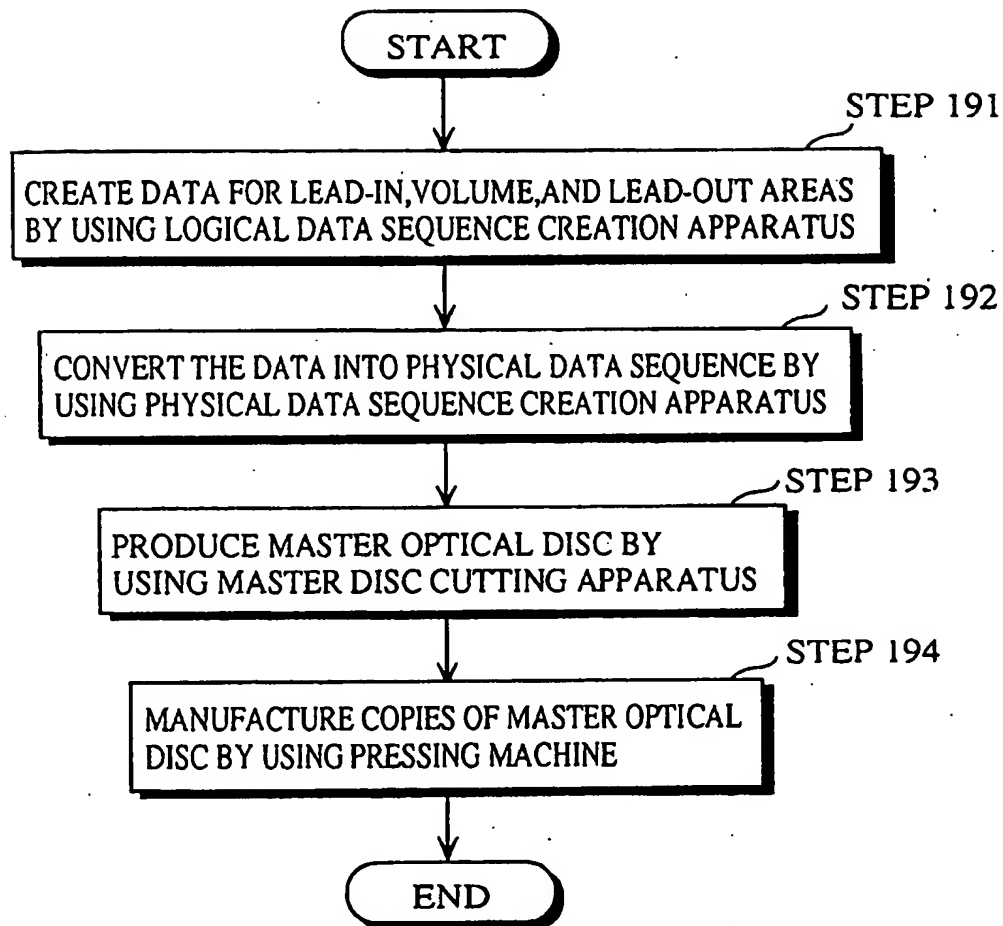 START
STEP 191
CREATE DATA FOR LEAD-IN,VOLUME,AND LEAD-OUT AREAS
BY USING LOGICAL DATA SEQUENCE CREATION APPARATUS
STEP 192
CONVERT THE DATA INTO PHYSICAL DATA SEQUENCE BY
USING PHYSICAL DATA SEQUENCE CREATION APPARATUS
STEP 193
PRODUCE MASTER OPTICAL DISC BY
USING MASTER DISC CUTTING APPARATUS
STEP 194
MANUFACTURE COPIES OF MASTER OPTICAL
DISC BY USING PRESSING MACHINE
END